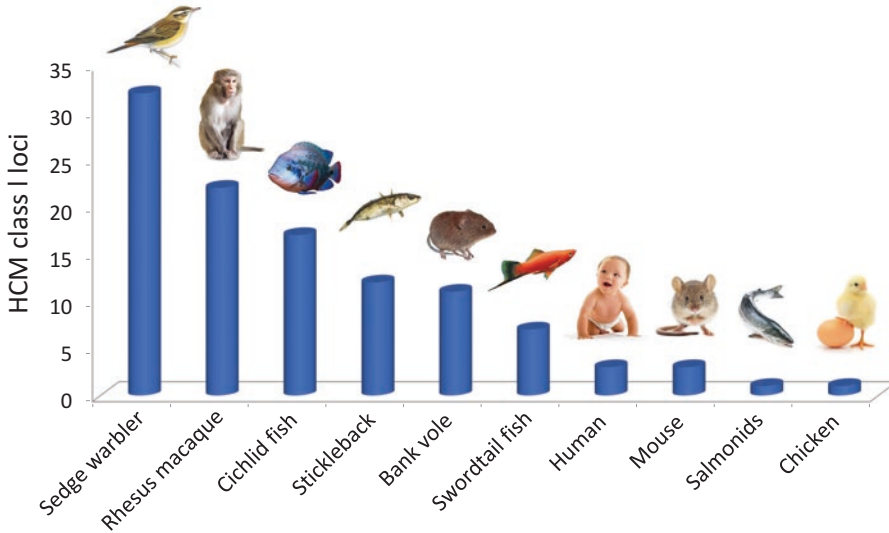 35
30
25
20
15
10
5
0
HCM class I loci
Sedge warbler
Rhesus macaque
Cichlid fish
Stickleback
Bank vole
Swordtail fish
Human
Mouse
Salmonids
Chicken